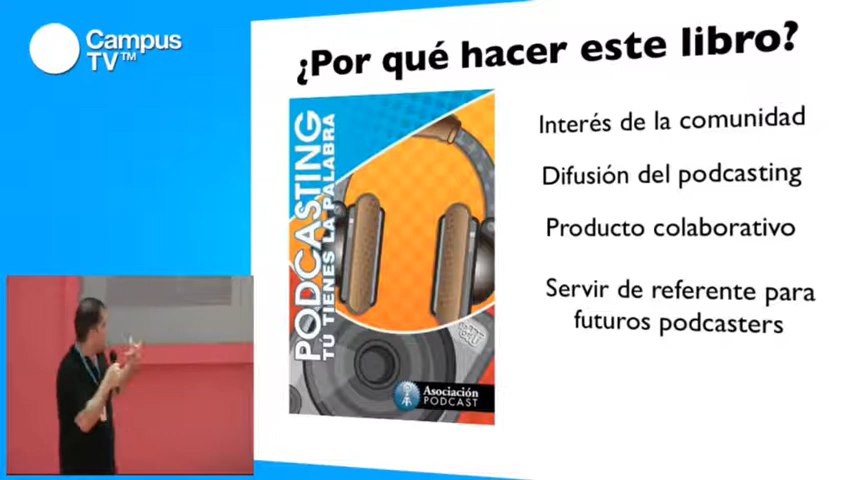 Campus
TV™
¿Por qué hacer este libro?
PODCASTING
TÚ TIENES LA PALABRA
Asociación
PODCAST
Interés de la comunidad
Difusión del podcasting
Producto colaborativo
Servir de referente para
futuros podcasters